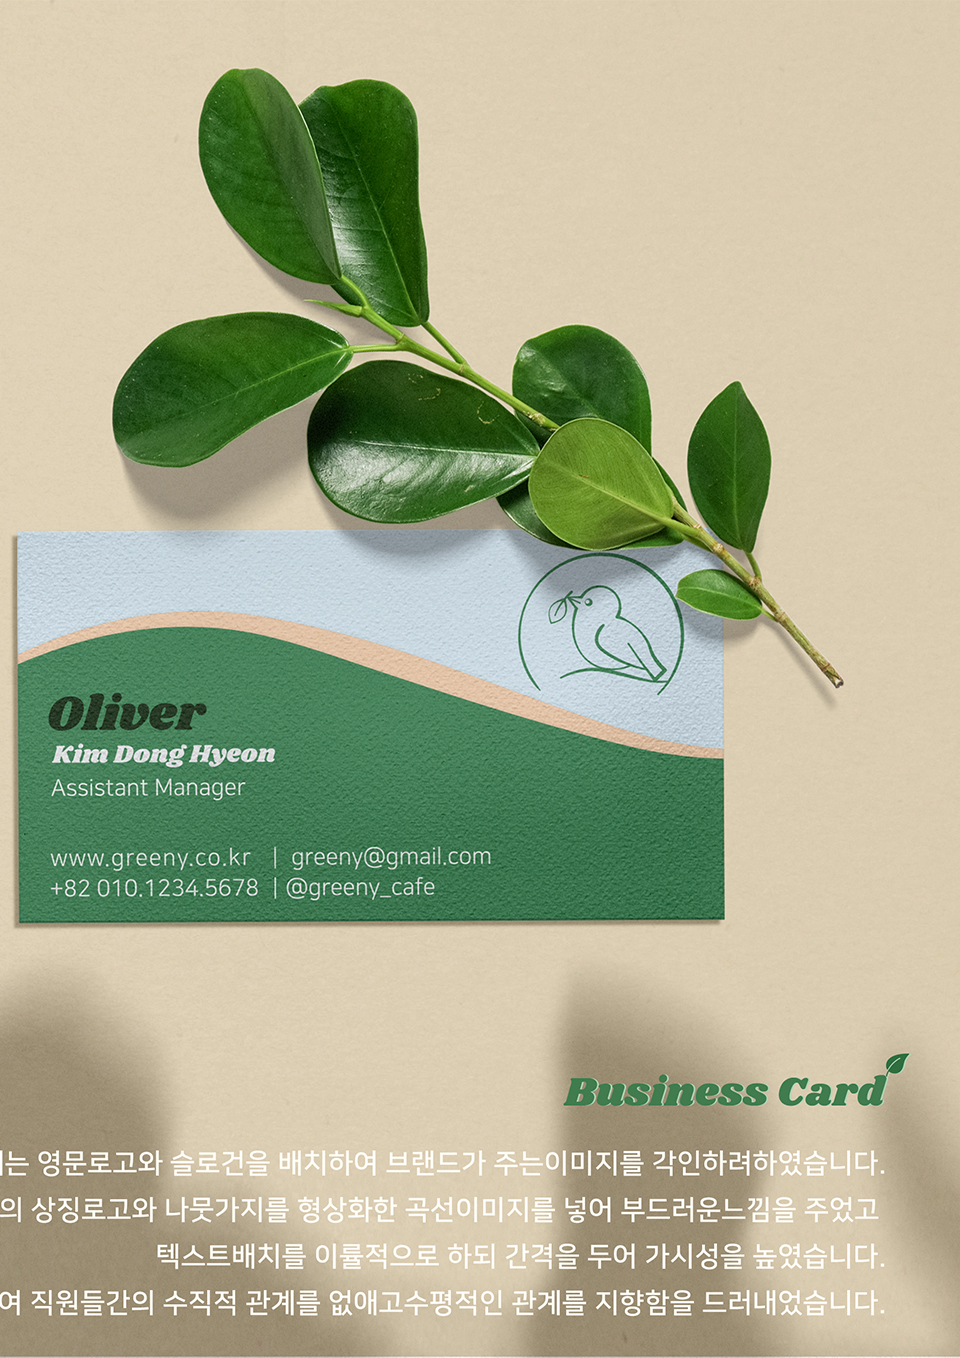 Oliver
Kim Dong Hyeon
Assistant Manager
www.greeny.co.kr | greeny@gmail.com
+82 010.1234.5678 | @greeny_cafe
Business Card
는 영문로고와 슬로건을 배치하여 브랜드가 주는이미지를 각인하려하였습니다.
의 상징로고와 나뭇가지를 형상화한 곡선이미지를 넣어 부드러운느낌을 주었고
텍스트배치를 이률적으로 하되 간격을 두어 가시성을 높였습니다.
여 직원들간의 수직적 관계를 없애고수평적인 관계를 지향함을 드러내었습니다.